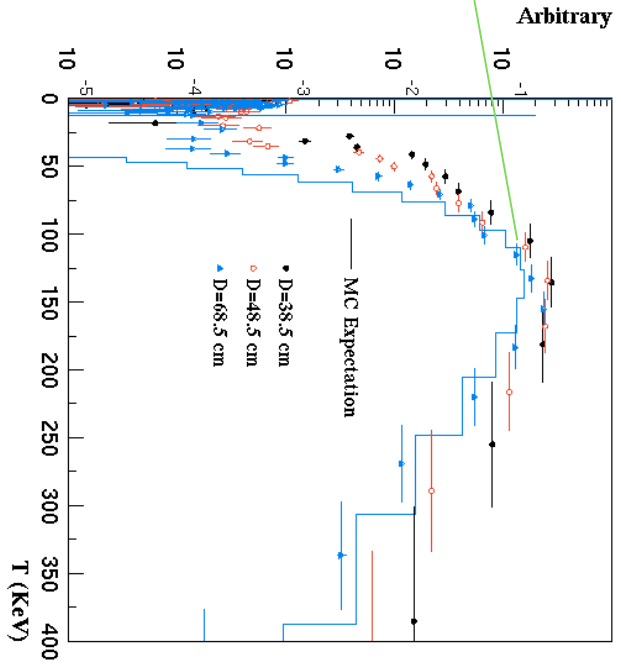 Arbitrary
10 -5
10 -4
10 -3
10 -2
10 -1
0
50
100
150
200
250
300
350
400
T (KeV)
MC Expectation
D=38.5 cm
D=48.5 cm
D=68.5 cm